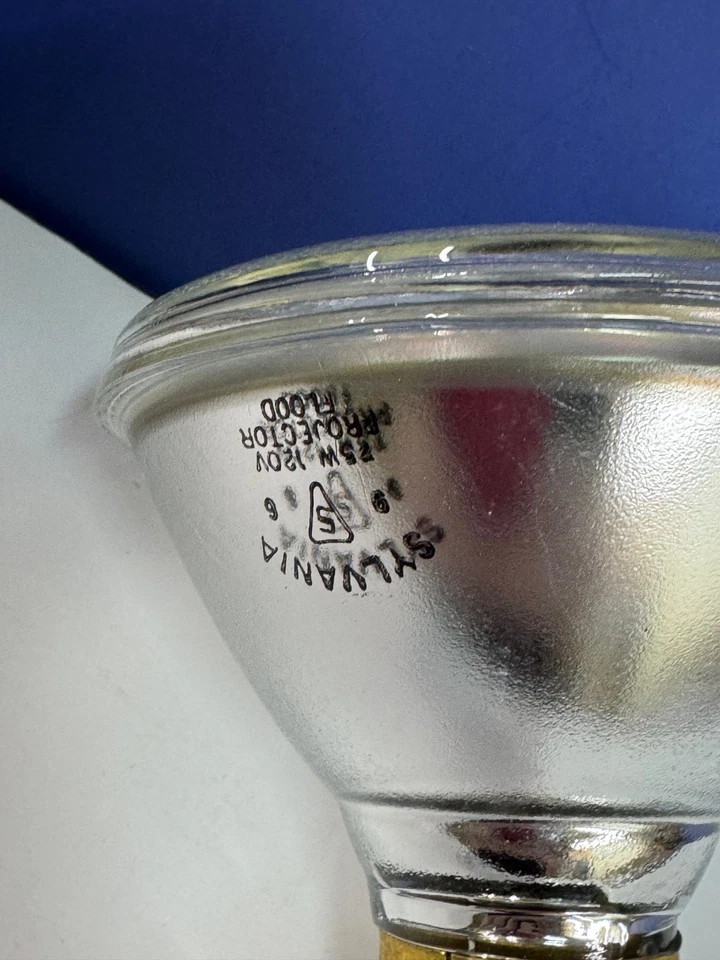 SYLVANIA
S
75W 120V
PROJECTOR
FLOOD